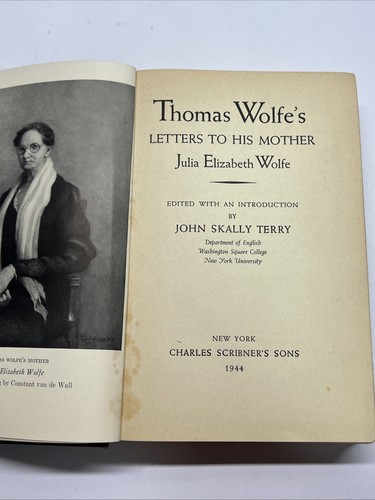 Thomas Wolfe's
LETTERS TO HIS MOTHER
Julia Elizabeth Wolfe
EDITED WITH AN INTRODUCTION
BY
JOHN SKALLY TERRY
Department of English
Washington Square College
New York University
NEW YORK
CHARLES SCRIBNER'S SONS
1944
AS WOLFE'S MOTHER
Elizabeth Wolfe
by Constant van de Wall